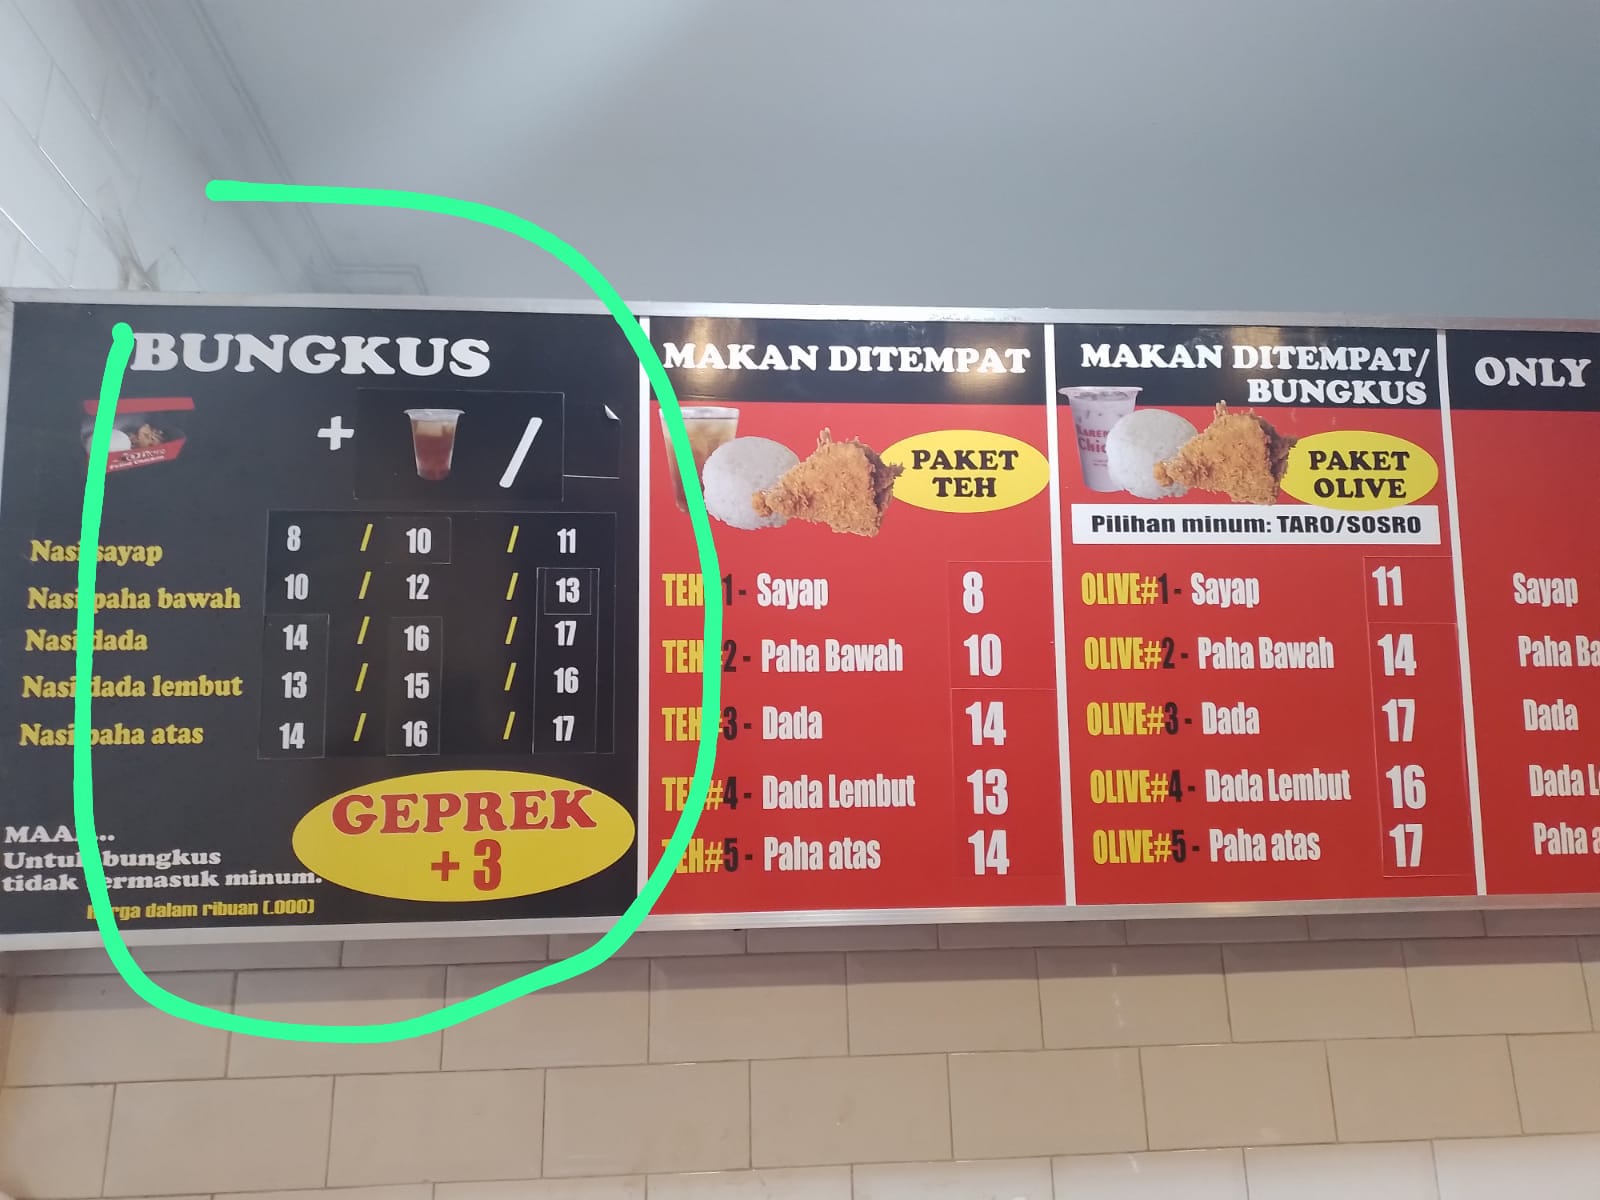 BUNGKUS
+ /
Nasi sayap 8 / 10 / 11
Nasi paha bawah 10 / 12 / 13
Nasi dada 14 / 16 / 17
Nasi dada lembut 13 / 15 / 16
Nasi paha atas 14 / 16 / 17
GEPREK
+ 3
MAAF...
Untuk bungkus
tidak termasuk minum.
Harga dalam ribuan (.000)
MAKAN DITEMPAT
PAKET
TEH
TEH#1 - Sayap 8
TEH#2 - Paha Bawah 10
TEH#3 - Dada 14
TEH#4 - Dada Lembut 13
TEH#5 - Paha atas 14
MAKAN DITEMPAT/
BUNGKUS
PAKET
OLIVE
Pilihan minum: TARO/SOSRO
OLIVE#1 - Sayap 11
OLIVE#2 - Paha Bawah 14
OLIVE#3 - Dada 17
OLIVE#4 - Dada Lembut 16
OLIVE#5 - Paha atas 17
ONLY
Sayap
Paha Ba
Dada
Dada L
Paha a